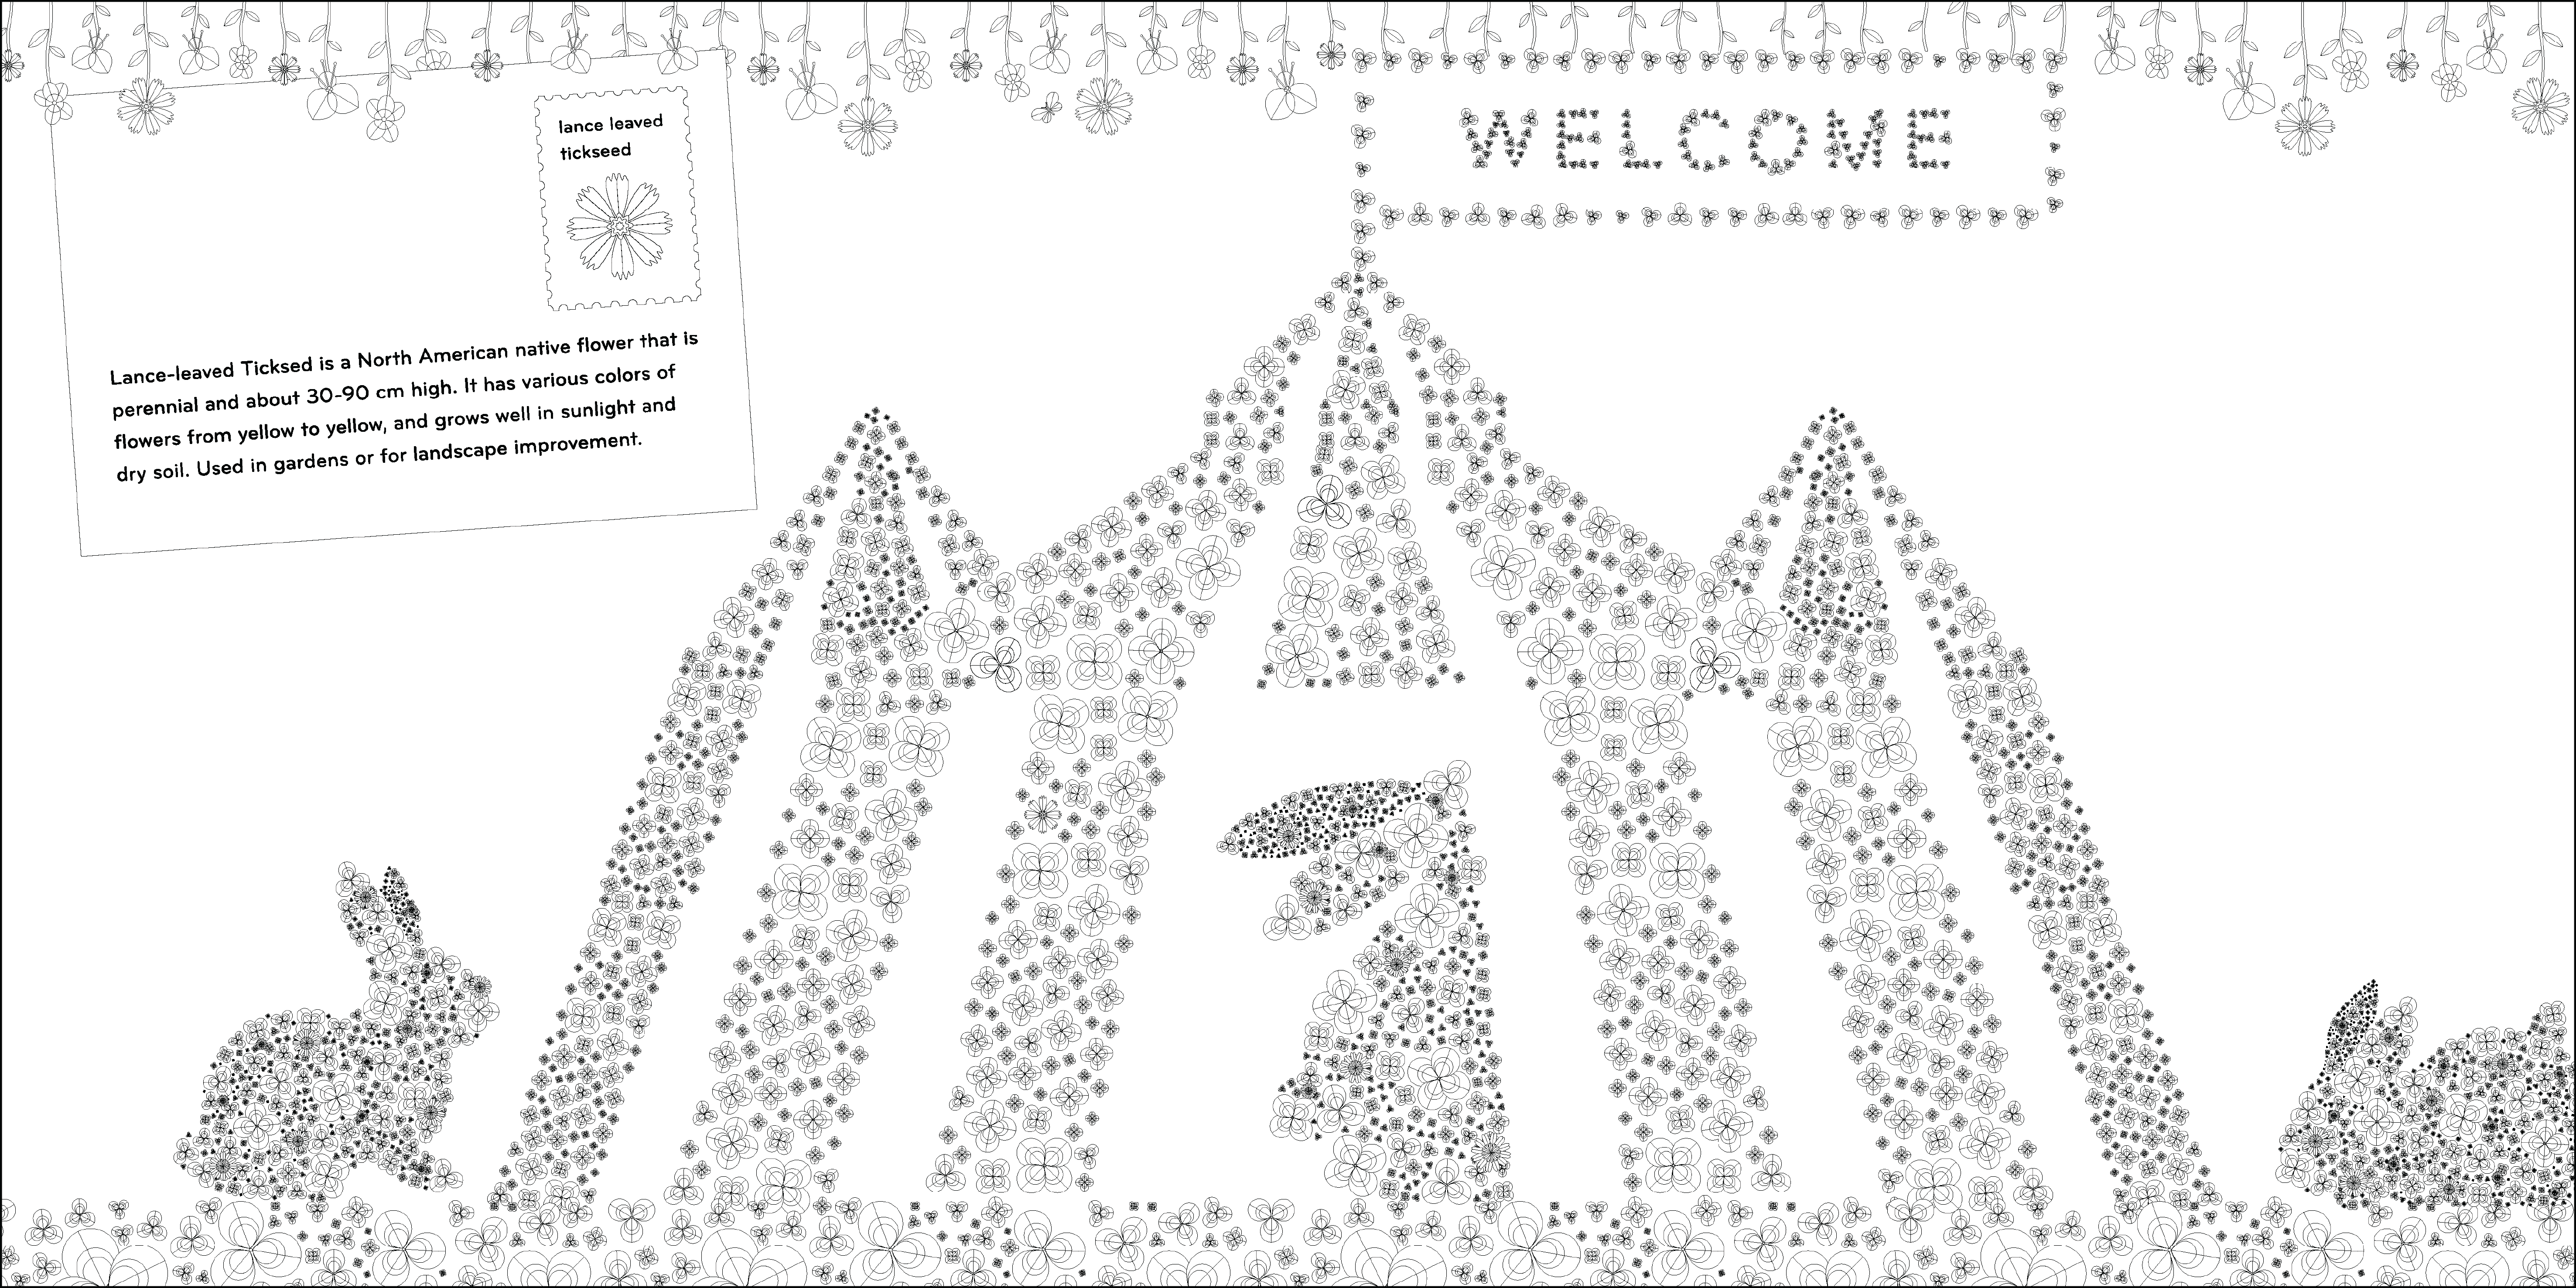 lance leaved
tickseed
WELCOME
Lance-leaved Ticksed is a North American native flower that is
perennial and about 30-90 cm high. It has various colors of
flowers from yellow to yellow, and grows well in sunlight and
dry soil. Used in gardens or for landscape improvement.